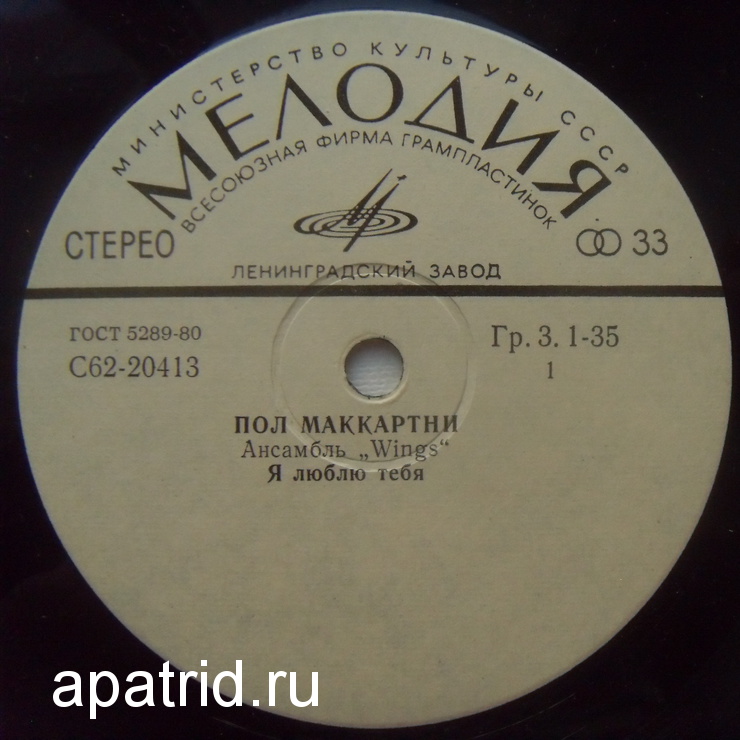 МИНИСТЕРСТВО КУЛЬТУРЫ СССР
МЕЛОДИЯ
ВСЕСОЮЗНАЯ ФИРМА ГРАМПЛАСТИНОК
СТЕРЕО
33
ЛЕНИНГРАДСКИЙ ЗАВОД
ГОСТ 5289-80
Гр. 3. 1-35
С62-20413
1
ПОЛ МАККАРТНИ
Ансамбль „Wings“
Я люблю тебя
apatrid.ru